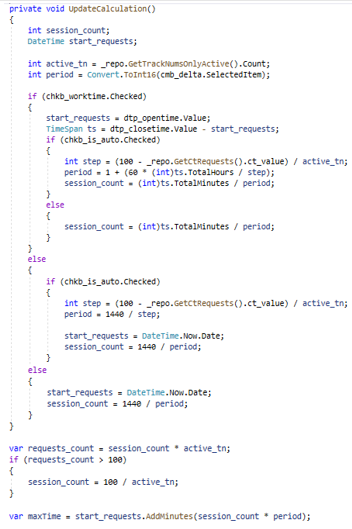 private void UpdateCalculation()
{
int session_count;
DateTime start_requests;
int active_tn = _repo.GetTrackNumsOnlyActive().Count;
int period = Convert.ToInt16(cmb_delta.SelectedItem);
if (chkb_worktime.Checked)
{
start_requests = dtp_opentime.Value;
TimeSpan ts = dtp_closetime.Value - start_requests;
if (chkb_is_auto.Checked)
{
int step = (100 - _repo.GetCtRequests().ct_value) / active_tn;
period = 1 + (60 * (int)ts.TotalHours / step);
session_count = (int)ts.TotalMinutes / period;
}
else
{
session_count = (int)ts.TotalMinutes / period;
}
}
else
{
if (chkb_is_auto.Checked)
{
int step = (100 - _repo.GetCtRequests().ct_value) / active_tn;
period = 1440 / step;
start_requests = DateTime.Now.Date;
session_count = 1440 / period;
}
else
{
start_requests = DateTime.Now.Date;
session_count = 1440 / period;
}
}
var requests_count = session_count * active_tn;
if (requests_count > 100)
{
session_count = 100 / active_tn;
}
var maxTime = start_requests.AddMinutes(session_count * period);